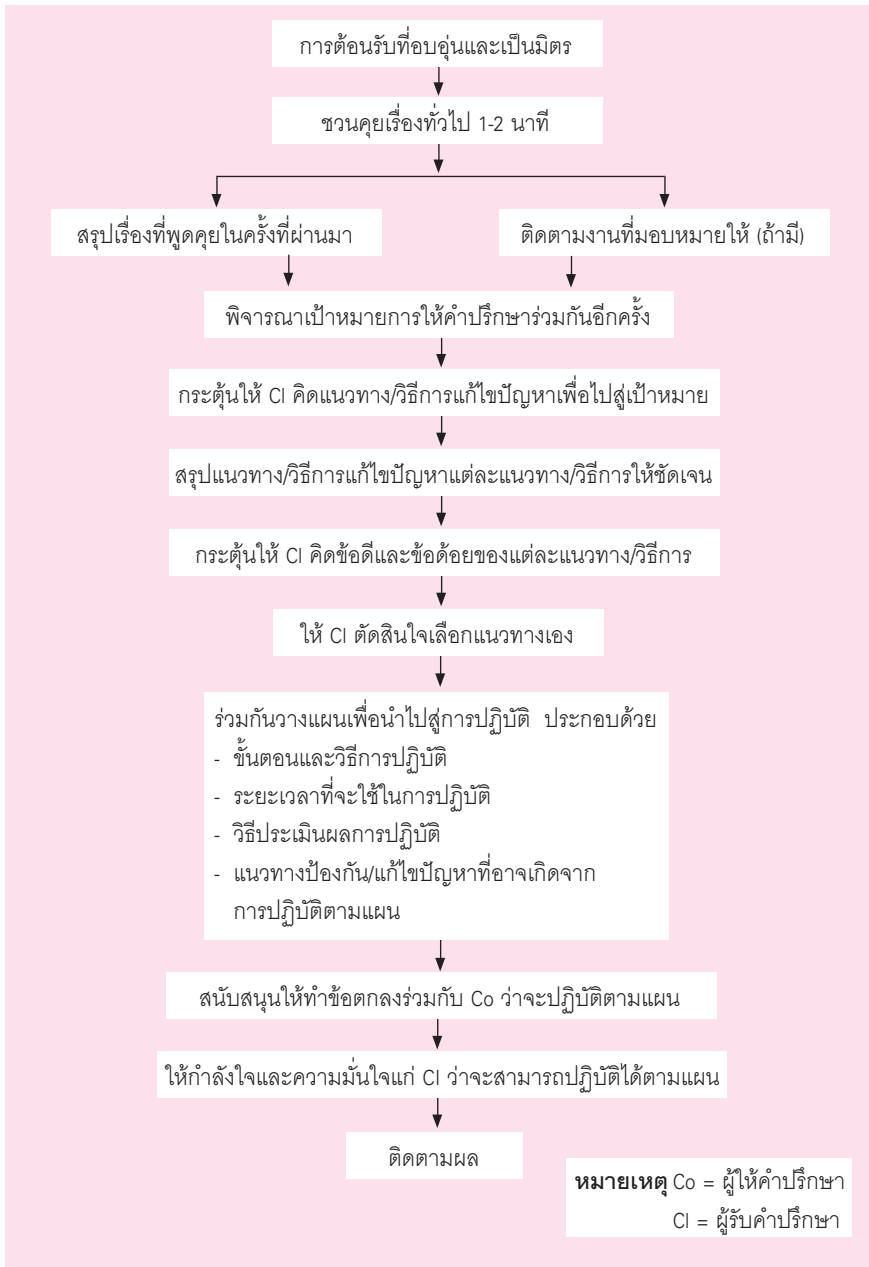 การต้อนรับที่อบอุ่นและเป็นมิตร
ชวนคุยเรื่องทั่วไป 1-2 นาที
สรุปเรื่องที่พูดคุยในครั้งที่ผ่านมา
ติดตามงานที่มอบหมายให้ (ถ้ามี)
พิจารณาเป้าหมายการให้คำปรึกษาร่วมกันอีกครั้ง
กระตุ้นให้ Cl คิดแนวทาง/วิธีการแก้ไขปัญหาเพื่อไปสู่เป้าหมาย
สรุปแนวทาง/วิธีการแก้ไขปัญหาแต่ละแนวทาง/วิธีการให้ชัดเจน
กระตุ้นให้ Cl คิดข้อดีและข้อด้อยของแต่ละแนวทาง/วิธีการ
ให้ Cl ตัดสินใจเลือกแนวทางเอง
ร่วมกันวางแผนเพื่อนำไปสู่การปฏิบัติ ประกอบด้วย
- ขั้นตอนและวิธีการปฏิบัติ
- ระยะเวลาที่จะใช้ในการปฏิบัติ
- วิธีประเมินผลการปฏิบัติ
- แนวทางป้องกัน/แก้ไขปัญหาที่อาจเกิดจาก
การปฏิบัติตามแผน
สนับสนุนให้ทำข้อตกลงร่วมกับ Co ว่าจะปฏิบัติตามแผน
ให้กำลังใจและความมั่นใจแก่ Cl ว่าจะสามารถปฏิบัติได้ตามแผน
ติดตามผล
หมายเหตุ Co = ผู้ให้คำปรึกษา
Cl = ผู้รับคำปรึกษา